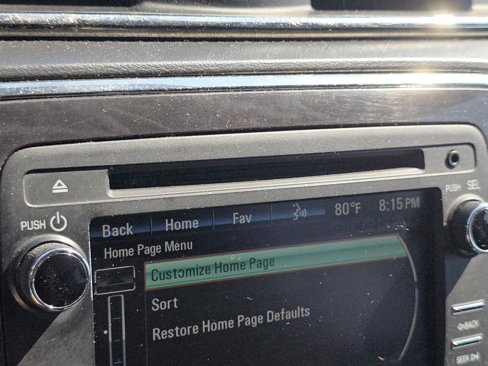 PUSH
PUSH SEL
Back Home Fav 80°F 8:15 PM
Home Page Menu
Customize Home Page
Sort
Restore Home Page Defaults
BACK
SEEK